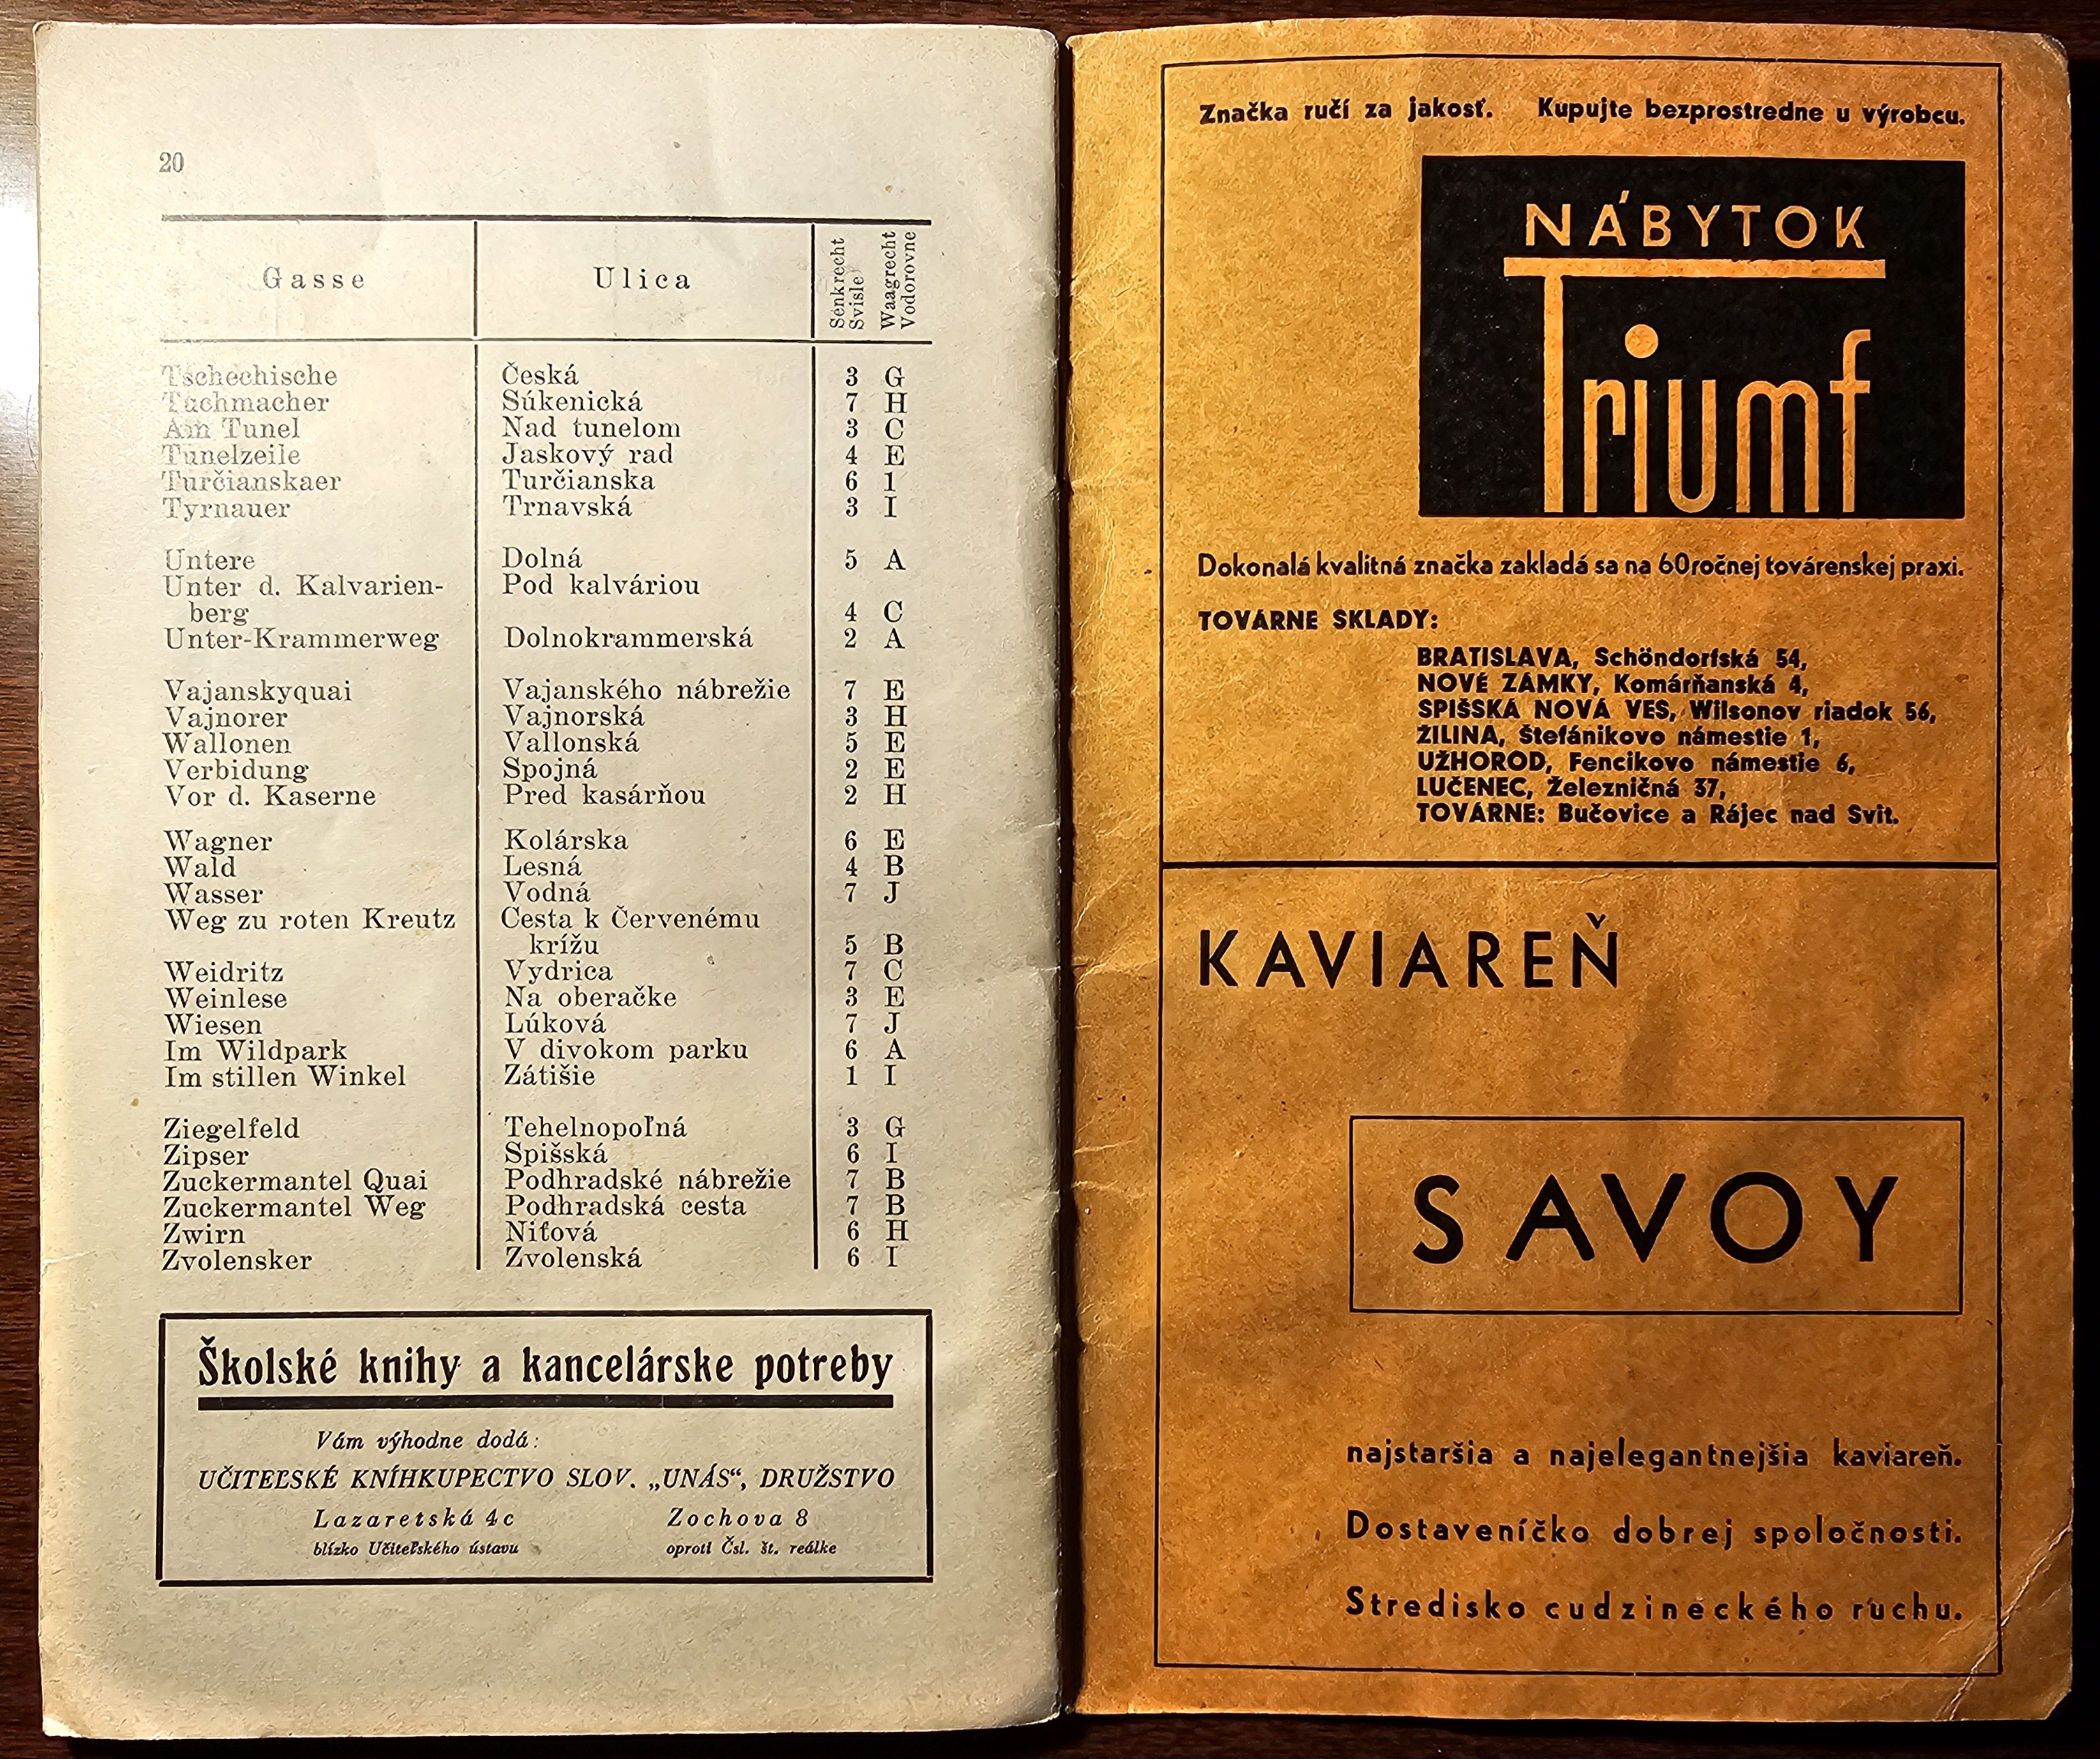 20
Gasse Ulica Senkrecht Svisle Waagrecht Vodorovne
Tschechische Česká 3 G
Tuchmacher Súkenická 7 H
Am Tunel Nad tunelom 3 C
Tunelzeile Jaskový rad 4 E
Turčianskaer Turčianska 6 1
Tyrnauer Trnavská 3 I
Untere Dolná 5 A
Unter d. Kalvarien- Pod kalváriou
berg 4 C
Unter-Krammerweg Dolnokrammerská 2 A
Vajanskyquai Vajanského nábrežie 7 E
Vajnorer Vajnorská 3 H
Wallonen Vallonská 5 E
Verbidung Spojná 2 E
Vor d. Kaserne Pred kasárňou 2 H
Wagner Kolárska 6 E
Wald Lesná 4 B
Wasser Vodná 7 J
Weg zu roten Kreutz Cesta k Červenému
krížu 5 B
Weidritz Vydrica 7 C
Weinlese Na oberačke 3 E
Wiesen Lúková 7 J
Im Wildpark V divokom parku 6 A
Im stillen Winkel Zátišie 1 I
Ziegelfeld Tehelnopoľná 3 G
Zipser Spišská 6 I
Zuckermantel Quai Podhradské nábrežie 7 B
Zuckermantel Weg Podhradská cesta 7 B
Zwirn Niťová 6 H
Zvolensker Zvolenská 6 I
Školské knihy a kancelárske potreby
Vám výhodne dodá:
UČITEĽSKÉ KNÍHKUPECTVO SLOV. „UNÁS“, DRUŽSTVO
Lazaretská 4c Zochova 8
blízko Učiteľského ústavu oproti Čsl. št. reálke
Značka ručí za jakosť. Kupujte bezprostredne u výrobcu.
NÁBYTOK
Triumf
Dokonalá kvalitná značka zakladá sa na 60ročnej továrenskej praxi.
TOVÁRNE SKLADY:
BRATISLAVA, Schöndorfská 54,
NOVÉ ZÁMKY, Komárňanská 4,
SPIŠSKÁ NOVÁ VES, Wilsonov riadok 56,
ŽILINA, Štefánikovo námestie 1,
UŽHOROD, Fencikovo námestie 6,
LUČENEC, Železničná 37,
TOVÁRNE: Bučovice a Rájec nad Svit.
KAVIAREŇ
SAVOY
najstaršia a najelegantnejšia kaviareň.
Dostaveníčko dobrej spoločnosti.
Stredisko cudzineckého ruchu.